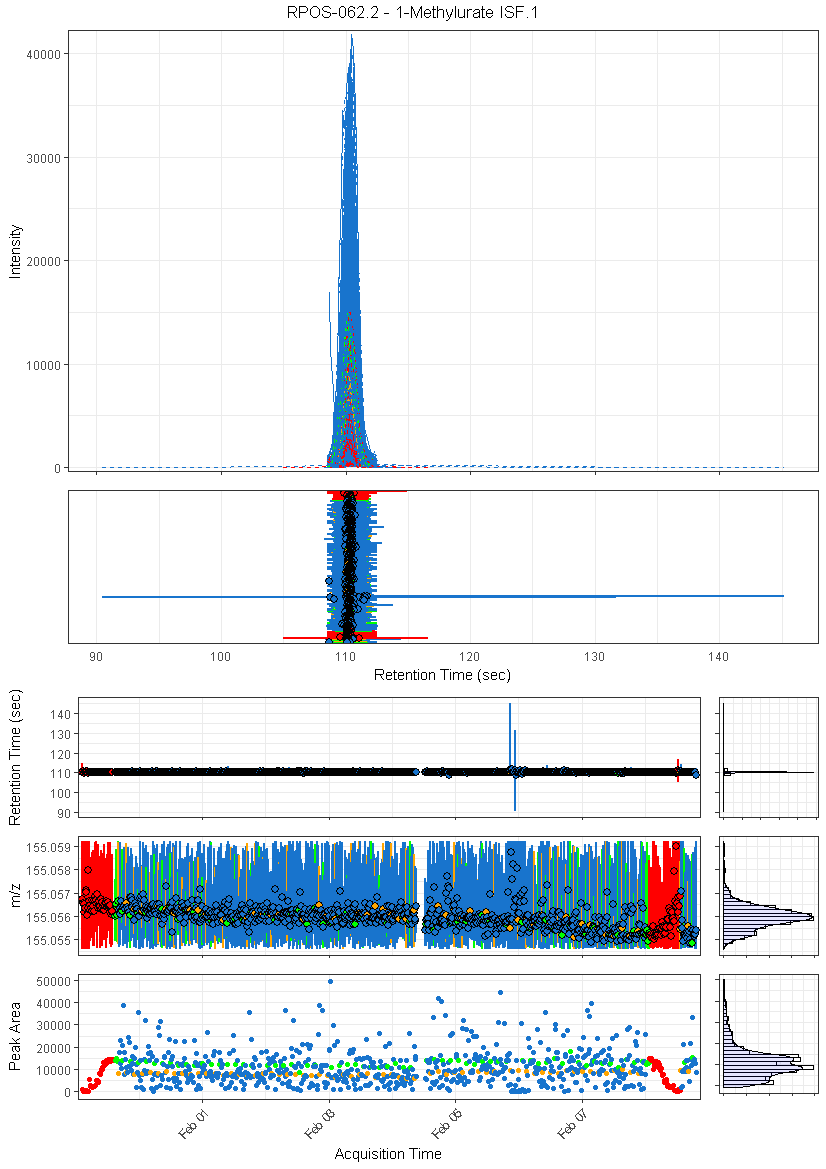 RPOS-062.2 - 1-Methylurate ISF.1
40000
30000
20000
10000
0
Intensity
90
100
110
120
130
140
Retention Time (sec)
Retention Time (sec)
140
130
120
110
100
90
m/z
155.059
155.058
155.057
155.056
155.055
Peak Area
50000
40000
30000
20000
10000
0
Feb 01
Feb 03
Feb 05
Feb 07
Acquisition Time